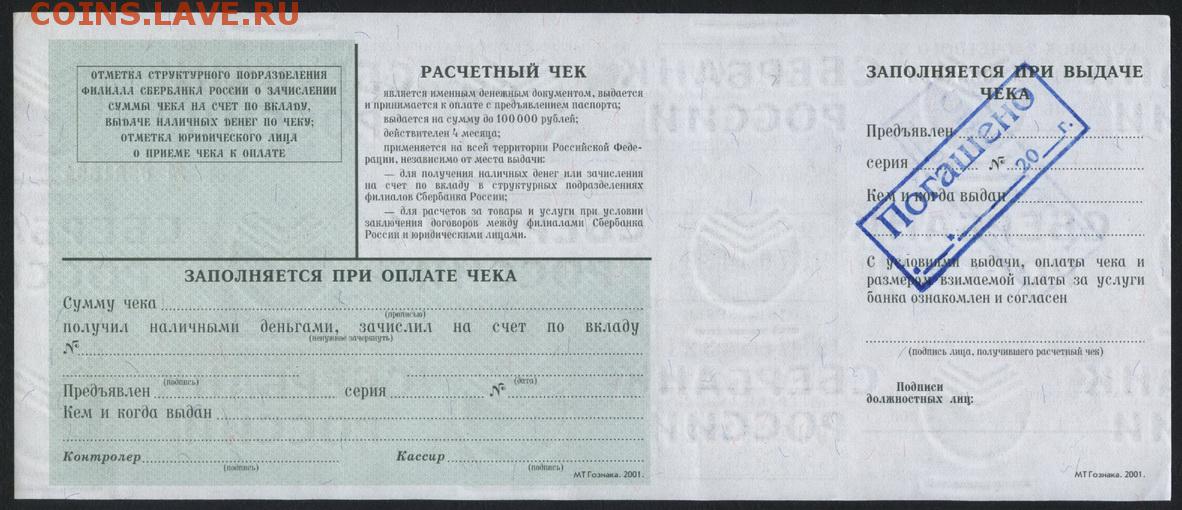 COINS.LAVE.RU
ОТМЕТКА СТРУКТУРНОГО ПОДРАЗДЕЛЕНИЯ
ФИЛИАЛА СБЕРБАНКА РОССИИ О ЗАЧИСЛЕНИИ
СУММЫ ЧЕКА НА СЧЕТ ПО ВКЛАДУ,
ВЫДАЧЕ НАЛИЧНЫХ ДЕНЕГ ПО ЧЕКУ;
ОТМЕТКА ЮРИДИЧЕСКОГО ЛИЦА
О ПРИЕМЕ ЧЕКА К ОПЛАТЕ
РАСЧЕТНЫЙ ЧЕК
является именным денежным документом, выдается
и принимается к оплате с предъявлением паспорта;
выдается на сумму до 100 000 рублей;
действителен 4 месяца;
применяется на всей территории Российской Феде-
рации, независимо от места выдачи:
— для получения наличных денег или зачисления
на счет по вкладу в структурных подразделениях
филиалов Сбербанка России;
— для расчетов за товары и услуги при условии
заключения договоров между филиалами Сбербанка
России и юридическими лицами.
ЗАПОЛНЯЕТСЯ ПРИ ОПЛАТЕ ЧЕКА
Сумму чека
(прописью)
получил наличными деньгами, зачислил на счет по вкладу
(ненужное зачеркнуть)
№
(подпись) (дата)
Предъявлен серия №
Кем и когда выдан
Контролер Кассир
(подпись) (подпись)
МТ Гознака. 2001.
ЗАПОЛНЯЕТСЯ ПРИ ВЫДАЧЕ
ЧЕКА
Предъявлен
серия №
Кем и когда выдан
Погашено
20 г.
С условиями выдачи, оплаты чека и
размером взимаемой платы за услуги
банка ознакомлен и согласен
(подпись лица, получившего расчетный чек)
Подписи
должностных лиц:
МТ Гознака. 2001.
СБЕРБАНК
РОССИИ
СБЕРБАНК
РОССИИ